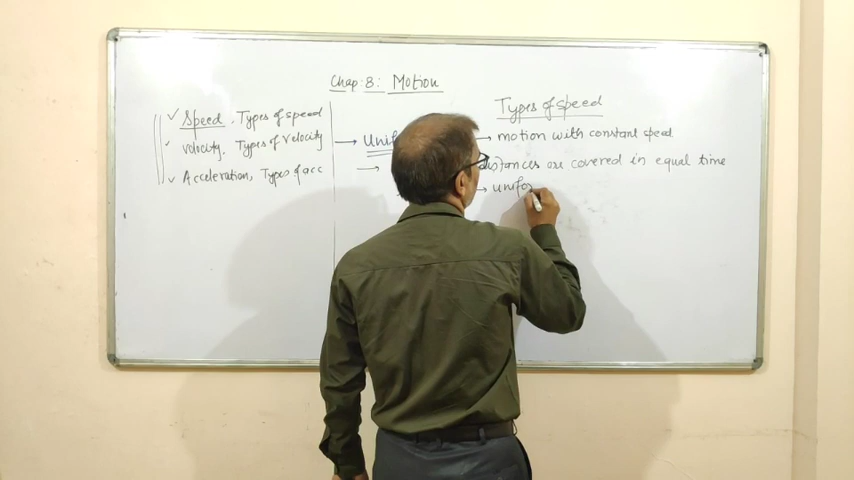 Chap. 8: Motion
Speed, Types of speed
Velocity, Types of Velocity
Acceleration, Types of acc
Types of speed
→ Unif
→ motion with constant speed
→
distances are covered in equal time
→ unifor